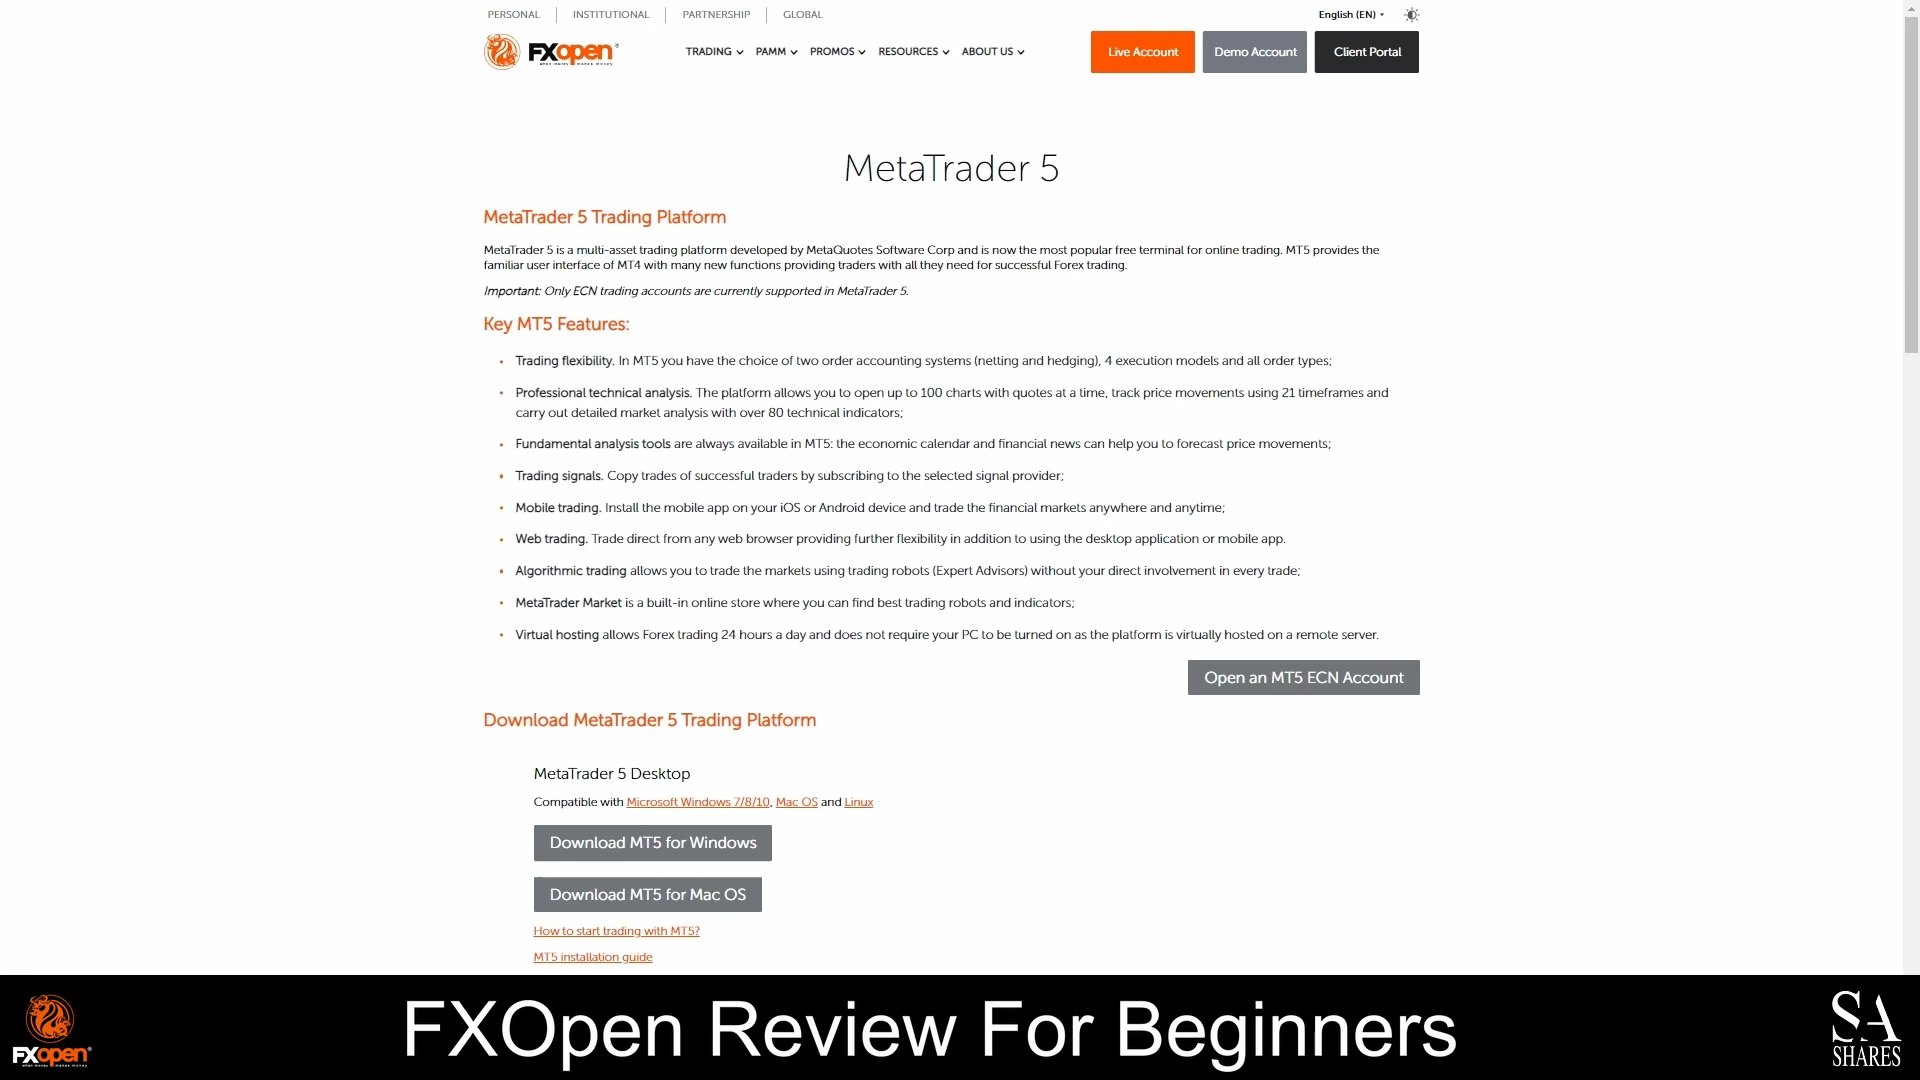 PERSONAL INSTITUTIONAL PARTNERSHIP GLOBAL English (EN)
FXopen®
when money makes money
TRADING PAMM PROMOS RESOURCES ABOUT US Live Account Demo Account Client Portal
MetaTrader 5
MetaTrader 5 Trading Platform
MetaTrader 5 is a multi-asset trading platform developed by MetaQuotes Software Corp and is now the most popular free terminal for online trading. MT5 provides the
familiar user interface of MT4 with many new functions providing traders with all they need for successful Forex trading.
Important: Only ECN trading accounts are currently supported in MetaTrader 5.
Key MT5 Features:
• Trading flexibility. In MT5 you have the choice of two order accounting systems (netting and hedging), 4 execution models and all order types;
• Professional technical analysis. The platform allows you to open up to 100 charts with quotes at a time, track price movements using 21 timeframes and
carry out detailed market analysis with over 80 technical indicators;
• Fundamental analysis tools are always available in MT5: the economic calendar and financial news can help you to forecast price movements;
• Trading signals. Copy trades of successful traders by subscribing to the selected signal provider;
• Mobile trading. Install the mobile app on your iOS or Android device and trade the financial markets anywhere and anytime;
• Web trading. Trade direct from any web browser providing further flexibility in addition to using the desktop application or mobile app.
• Algorithmic trading allows you to trade the markets using trading robots (Expert Advisors) without your direct involvement in every trade;
• MetaTrader Market is a built-in online store where you can find best trading robots and indicators;
• Virtual hosting allows Forex trading 24 hours a day and does not require your PC to be turned on as the platform is virtually hosted on a remote server.
Open an MT5 ECN Account
Download MetaTrader 5 Trading Platform
MetaTrader 5 Desktop
Compatible with Microsoft Windows 7/8/10, Mac OS and Linux
Download MT5 for Windows
Download MT5 for Mac OS
How to start trading with MT5?
MT5 installation guide
FXopen®
when money makes money
FXOpen Review For Beginners
SA
SHARES